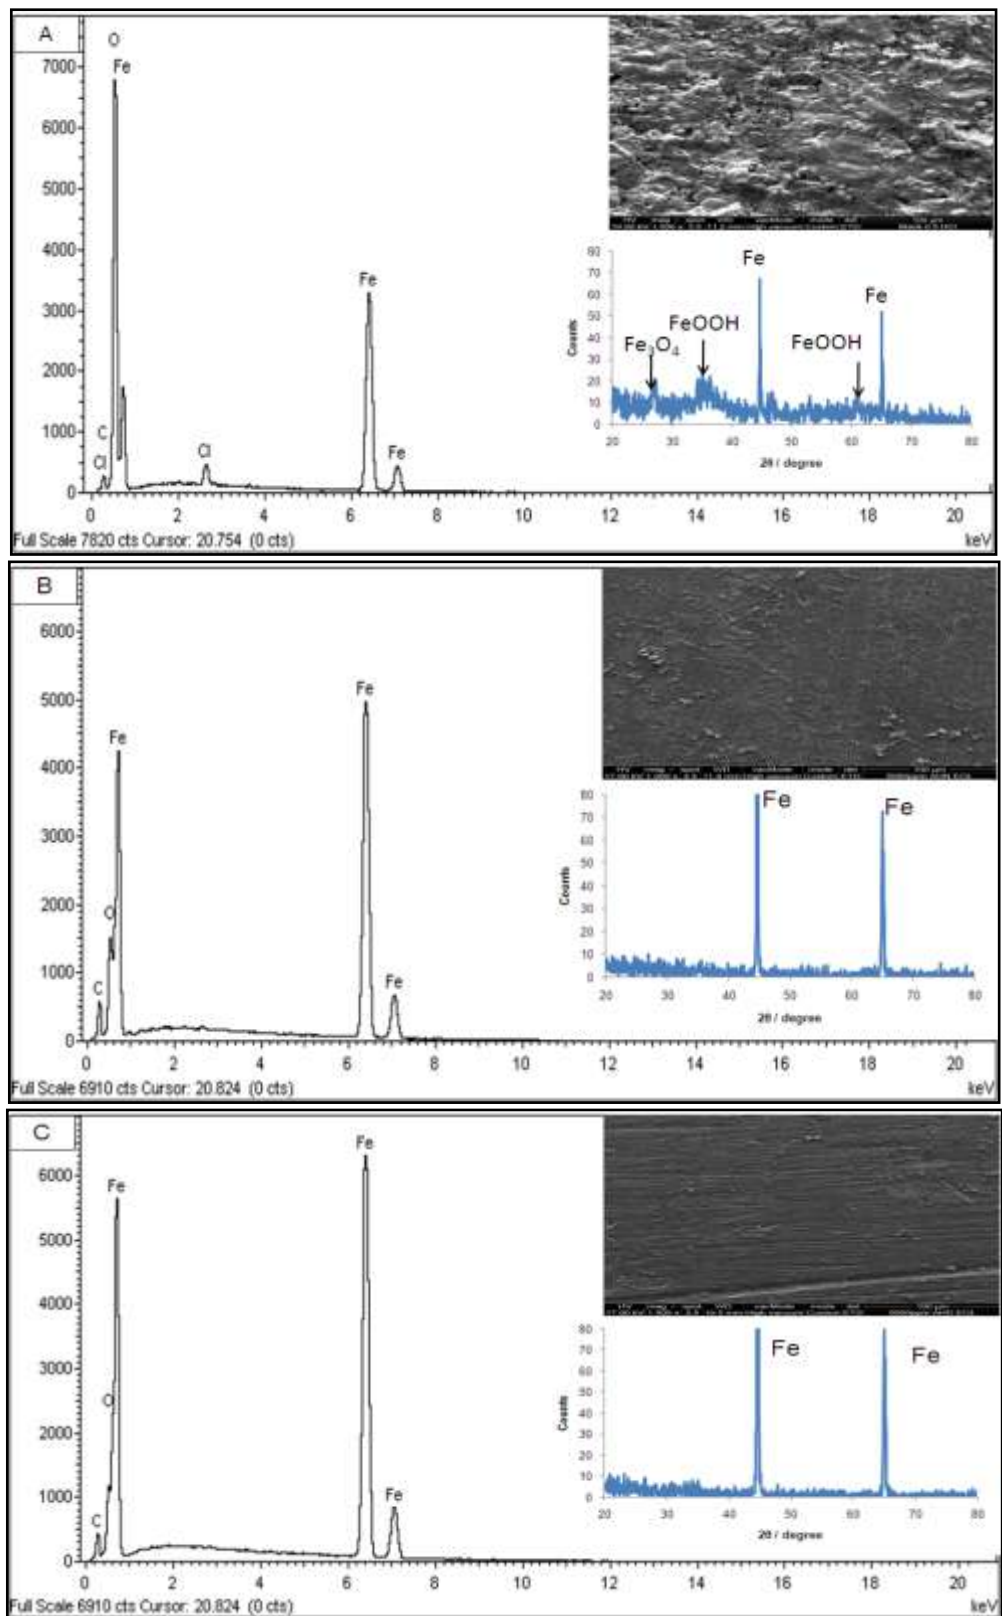 A
O
Fe
7000
6000
5000
4000
3000
2000
1000
0
C
Cl
Cl
Fe
Fe
0 2 4 6 8 10 12 14 16 18 20
Full Scale 7820 cts Cursor: 20.754 (0 cts) keV
80
70
60
50
40
30
20
10
0
Counts
Fe
Fe
Fe3O4
FeOOH
FeOOH
20 30 40 50 60 70 80
2θ / degree
B
6000
5000
4000
3000
2000
1000
0
Fe
O
C
Fe
Fe
0 2 4 6 8 10 12 14 16 18 20
Full Scale 6910 cts Cursor: 20.824 (0 cts) keV
80
70
60
50
40
30
20
10
0
Counts
Fe
Fe
20 30 40 50 60 70 80
2θ / degree
C
6000
5000
4000
3000
2000
1000
0
Fe
O
C
Fe
Fe
0 2 4 6 8 10 12 14 16 18 20
Full Scale 6910 cts Cursor: 20.824 (0 cts) keV
80
70
60
50
40
30
20
10
0
Counts
Fe
Fe
20 30 40 50 60 70 80
2θ / degree